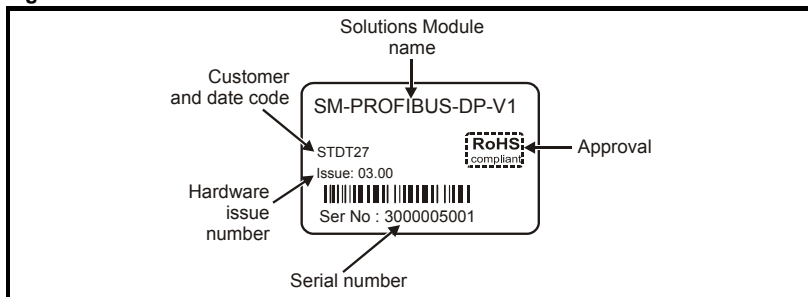 Solutions Module
name
Customer
and date code
SM-PROFIBUS-DP-V1
STDT27
RoHS
compliant
Approval
Issue: 03.00
Hardware
issue
number
Ser No : 3000005001
Serial number